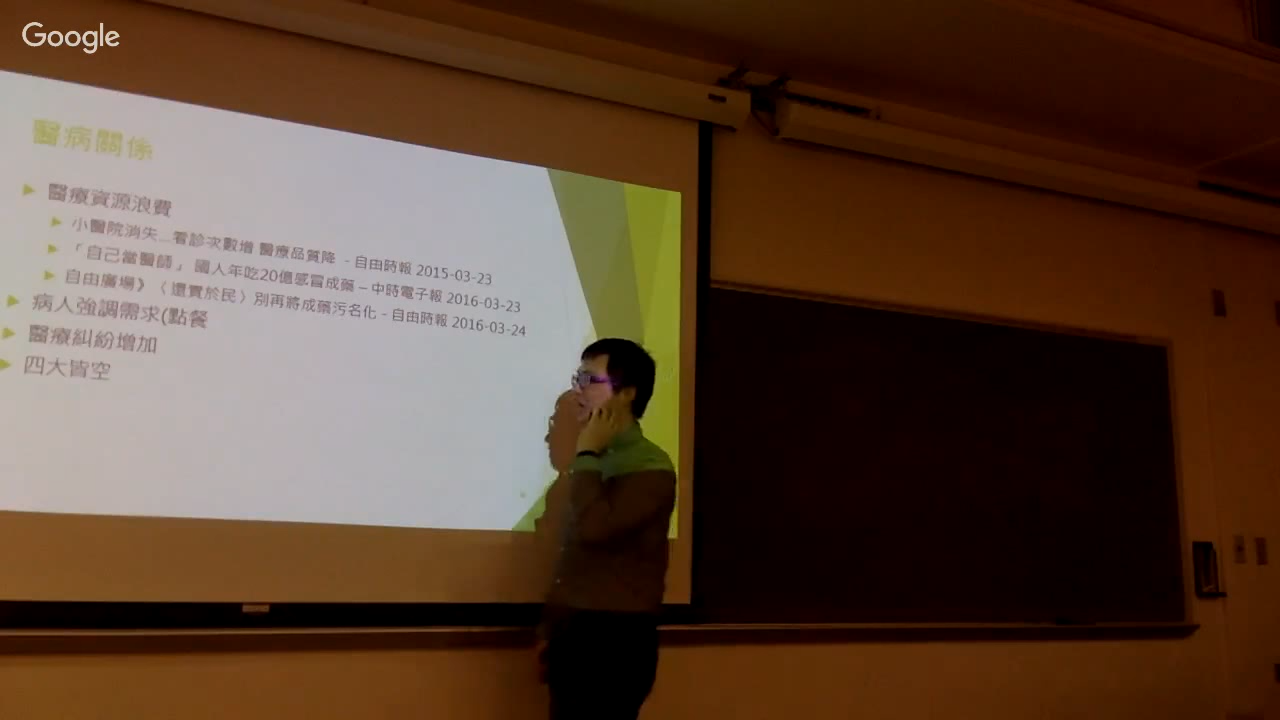 Google
醫病關係
醫療資源浪費
小醫院消失...看診次數增 醫療品質降 - 自由時報 2015-03-23
「自己當醫師」 國人年吃20億感冒成藥 – 中時電子報 2016-03-23
自由廣場》〈還實於民〉別再將成藥污名化 - 自由時報 2016-03-24
病人強調需求(點餐
醫療糾紛增加
四大皆空